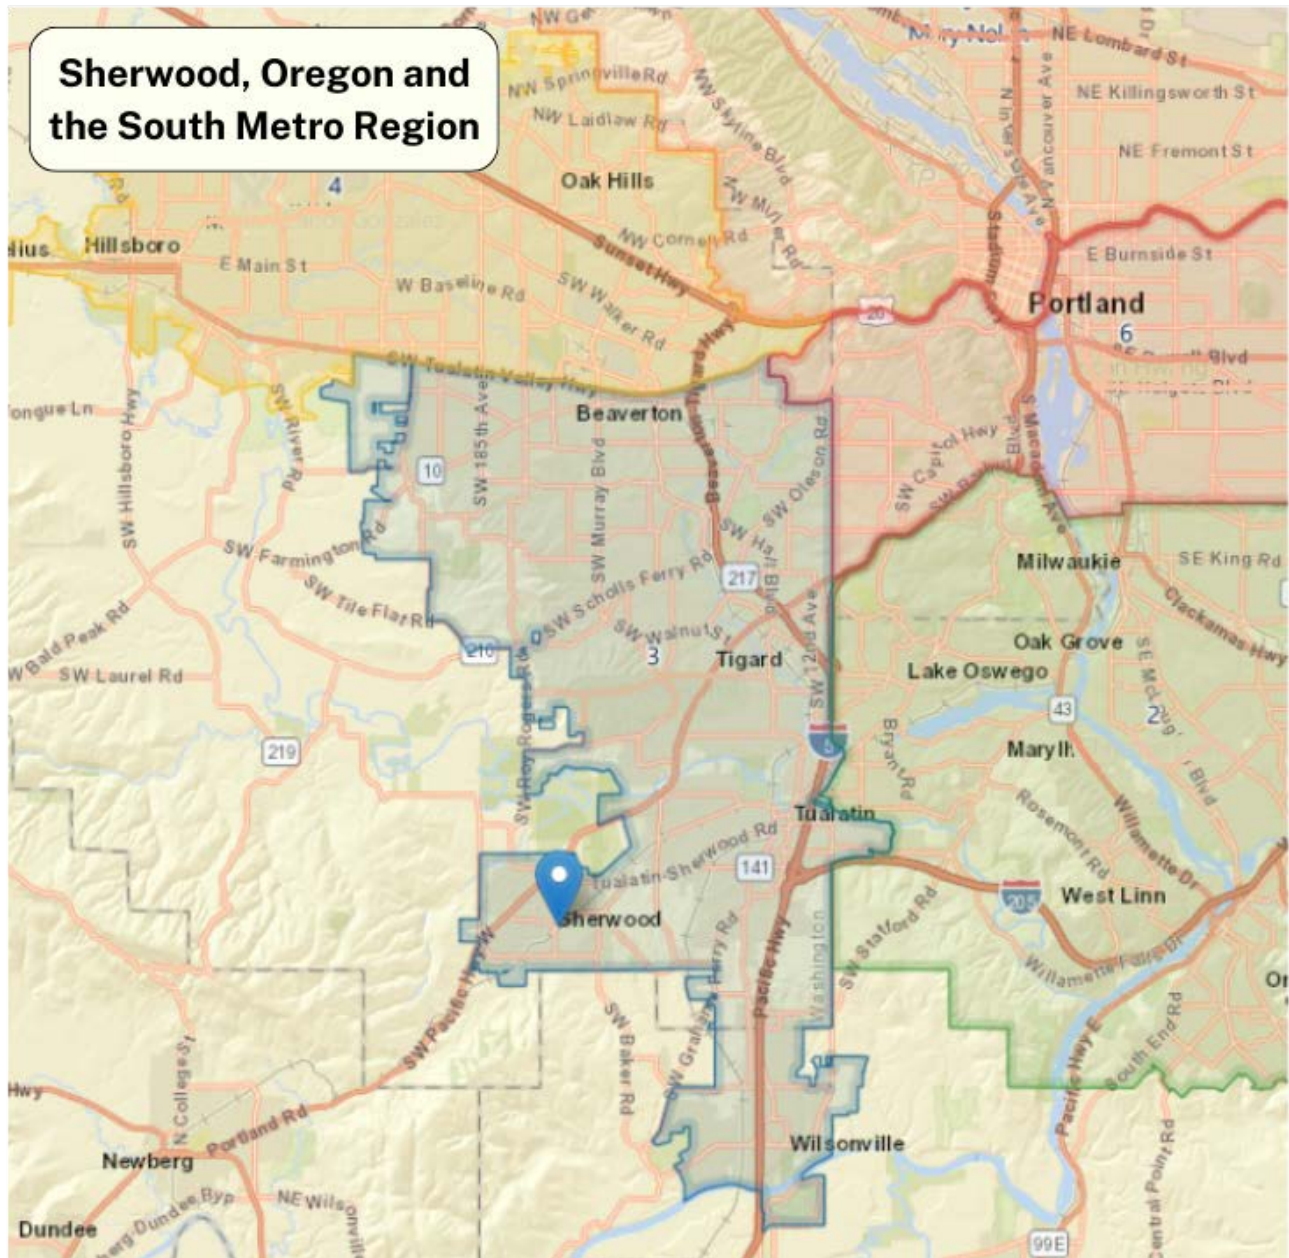 Sherwood, Oregon and
the South Metro Region
NE Lombard St
NW Springville Rd
NW Skyline Blvd
NE Killingsworth St
N Vancouver Ave
NW Laidlaw Rd
NE Fremont St
Oak Hills
4
NW Miller Rd
Hillsboro
NW Cornell Rd
Sunset Hwy
E Burnside St
E Main St
W Baseline Rd
SW Walker Rd
Portland
20
6
Blvd
SW Tualatin Valley Hwy
SW Hillsboro Hwy
SW River Rd
SW 185th Ave
Beaverton
SW Murray Blvd
Beaverton Tigard Hwy
SW Oleson Rd
SW Capitol Hwy
10
SW Farmington Rd
SW Hall Blvd
Milwaukie
SE King Rd
SW Scholls Ferry Rd
217
SW Tile Flat Rd
Clackamas Hwy
W Bald Peak Rd
SW Walnut St
210
3
Tigard
Oak Grove
SW Laurel Rd
Lake Oswego
43
2
219
SW Roy Rogers Rd
Bryant Rd
Tualatin
Rosemont Rd
Willamette Dr
Tualatin-Sherwood Rd
141
205
West Linn
Sherwood
SW Stafford Rd
Washington
Willamette Falls Dr
SW Pacific Hwy W
Pacific Hwy
SW Baker Rd
South End Rd
Pacific Hwy E
Hwy
N College St
Portland Rd
Wilsonville
Newberg
NE Wilsonville
Dundee
99E